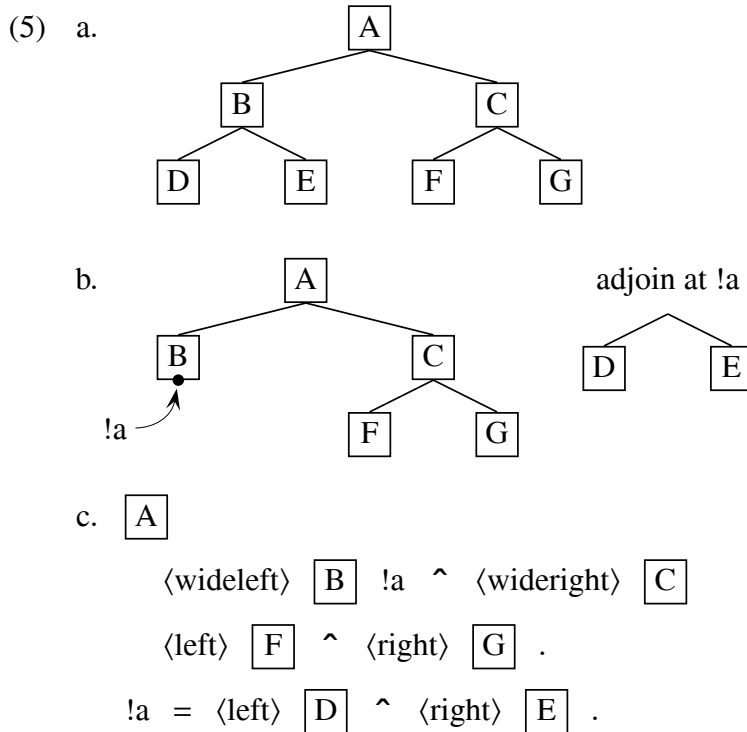 (5) a. A
B C
D E F G
b. A adjoin at !a
B C D E
!a F G
c. A
⟨wideleft⟩ B !a ^ ⟨wideright⟩ C
⟨left⟩ F ^ ⟨right⟩ G .
!a = ⟨left⟩ D ^ ⟨right⟩ E .